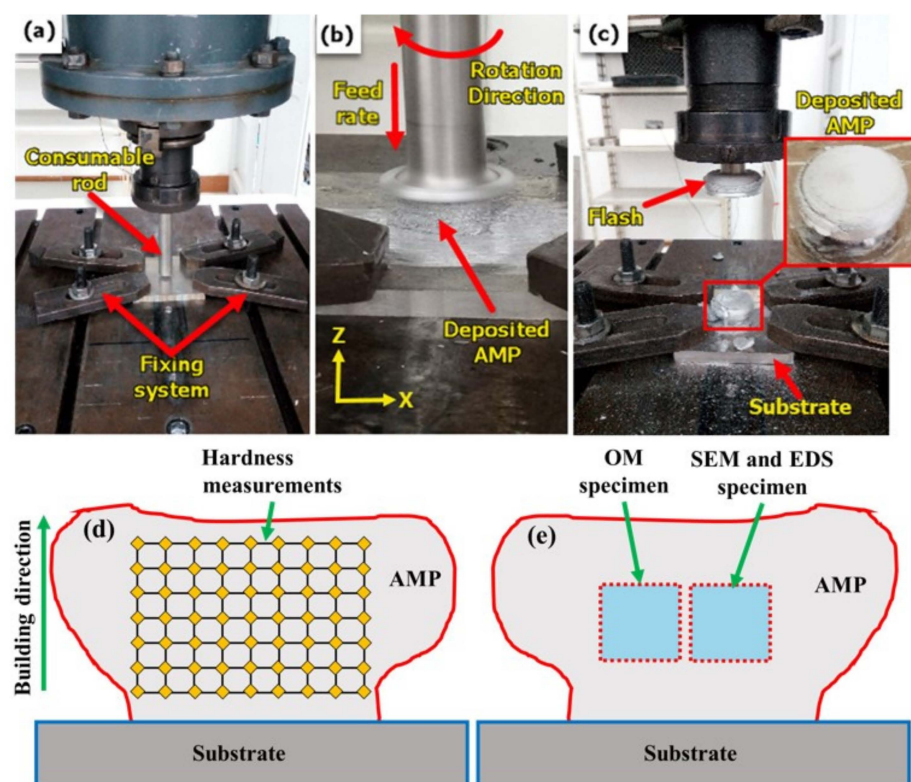 (a)
Consumable
rod
Fixing
system
(b)
Feed
rate
Rotation
Direction
Deposited
AMP
Z
X
(c)
Deposited
AMP
Flash
Substrate
Hardness
measurements
(d)
Building direction
AMP
Substrate
OM
specimen
SEM and EDS
specimen
(e)
AMP
Substrate